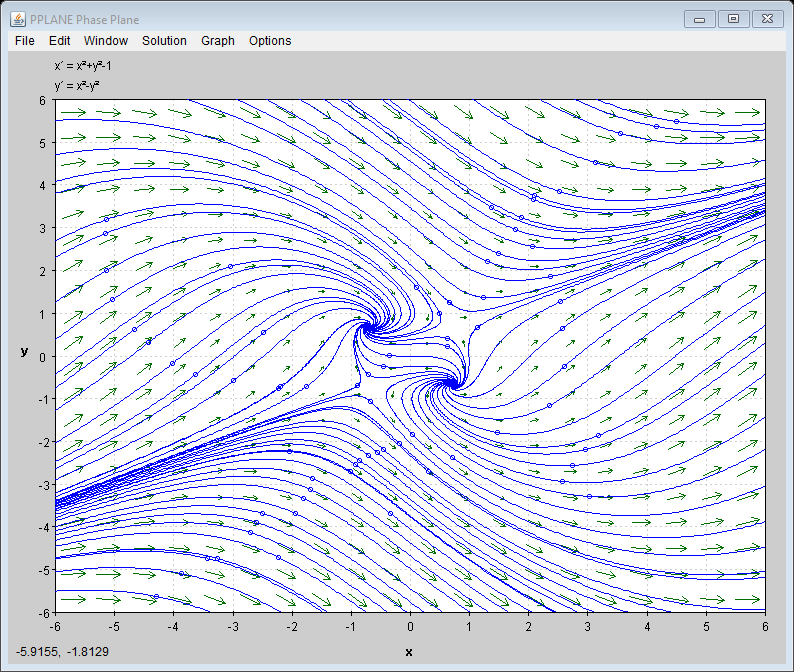 PPLANE Phase Plane
File Edit Window Solution Graph Options
x´ = x²+y²-1
y´ = x²-y²
6
5
4
3
2
1
0
-1
-2
-3
-4
-5
-6
y
-6 -5 -4 -3 -2 -1 0 1 2 3 4 5 6
x
-5.9155, -1.8129